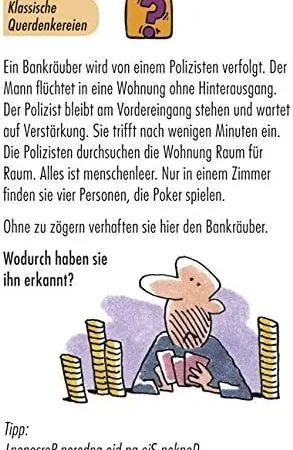 Klassische
Querdenkereien
?
Ein Bankräuber wird von einem Polizisten verfolgt. Der
Mann flüchtet in eine Wohnung ohne Hinterausgang.
Der Polizist bleibt am Vordereingang stehen und wartet
auf Verstärkung. Sie trifft nach wenigen Minuten ein.
Die Polizisten durchsuchen die Wohnung Raum für
Raum. Alles ist menschenleer. Nur in einem Zimmer
finden sie vier Personen, die Poker spielen.
Ohne zu zögern verhaften sie hier den Bankräuber.
Wodurch haben sie
ihn erkannt?
Tipp: